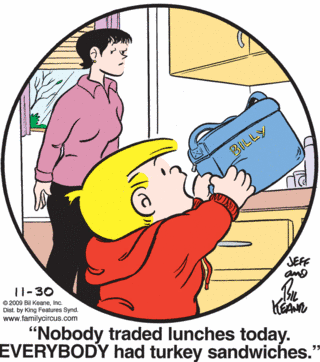 BILLY
JEFF
and
BIL
KEANE
11-30
© 2009 Bil Keane, Inc.
Dist. by King Features Synd.
www.familycircus.com
“Nobody traded lunches today.
EVERYBODY had turkey sandwiches.”